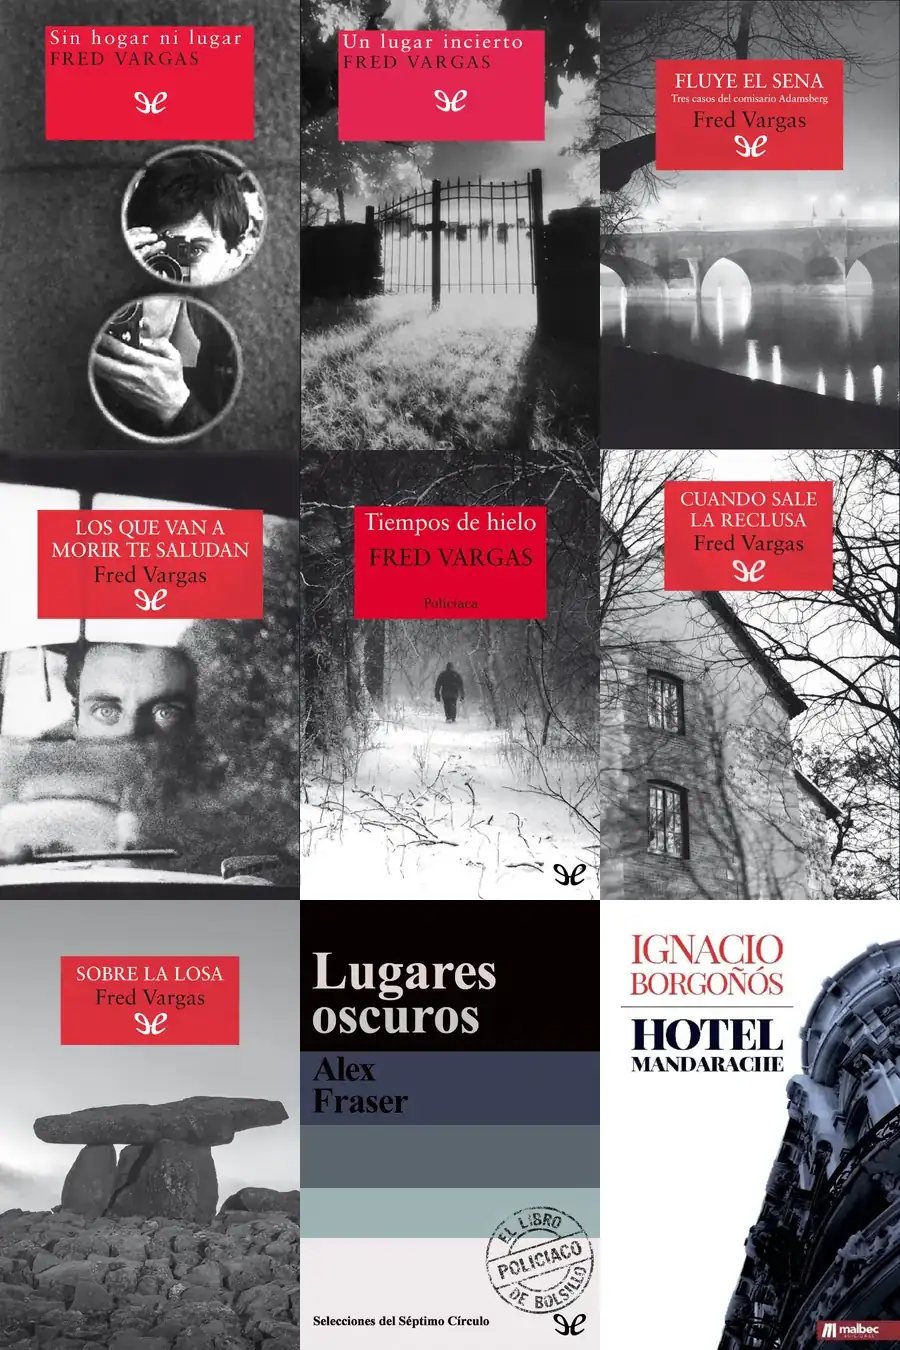 Sin hogar ni lugar
FRED VARGAS
Un lugar incierto
FRED VARGAS
FLUYE EL SENA
Tres casos del comisario Adamsberg
Fred Vargas
LOS QUE VAN A
MORIR TE SALUDAN
Fred Vargas
Tiempos de hielo
FRED VARGAS
Policiaca
CUANDO SALE
LA RECLUSA
Fred Vargas
SOBRE LA LOSA
Fred Vargas
Lugares
oscuros
Alex
Fraser
EL LIBRO
POLICIACO
DE BOLSILLO
Selecciones del Séptimo Círculo
IGNACIO
BORGOÑÓS
HOTEL
MANDARACHE
malbec